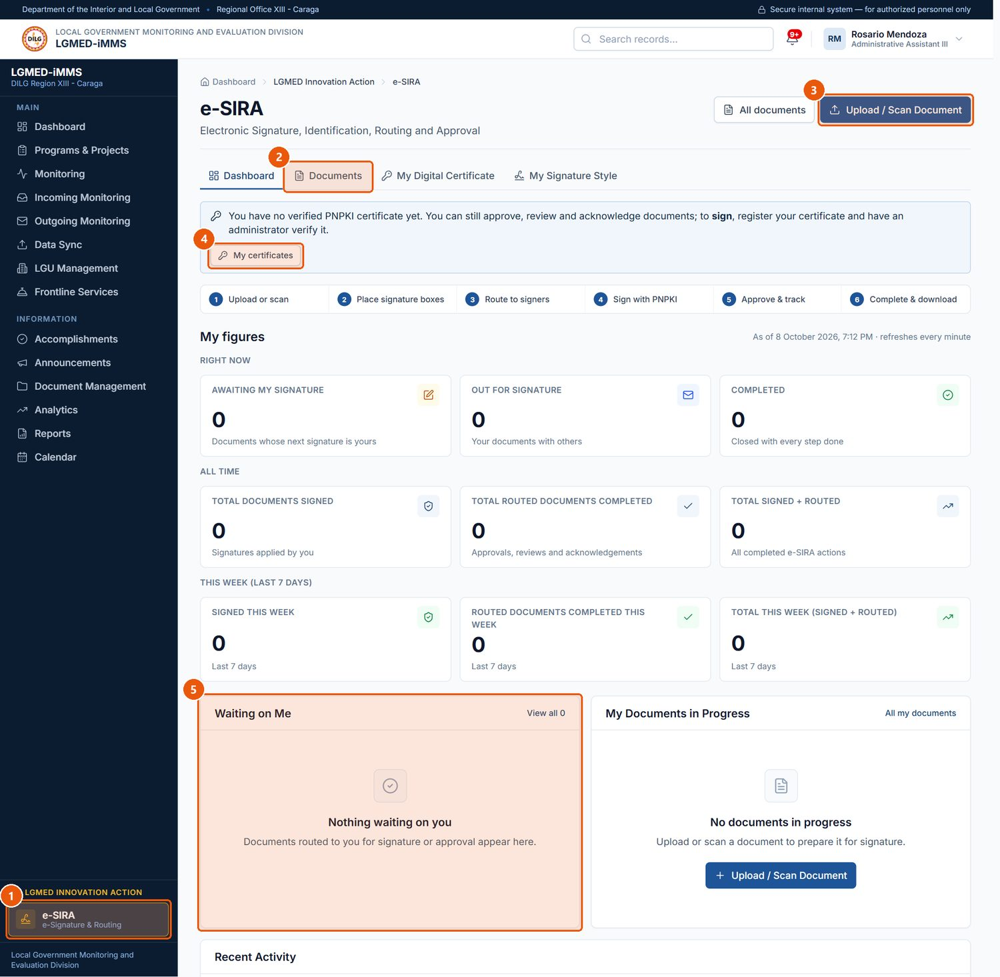 Department of the Interior and Local Government • Regional Office XIII - Caraga
Secure internal system — for authorized personnel only
DILG
LOCAL GOVERNMENT MONITORING AND EVALUATION DIVISION
LGMED-iMMS
Search records...
9+
RM
Rosario Mendoza
Administrative Assistant III
LGMED-iMMS
DILG Region XIII - Caraga
MAIN
Dashboard
Programs & Projects
Monitoring
Incoming Monitoring
Outgoing Monitoring
Data Sync
LGU Management
Frontline Services
INFORMATION
Accomplishments
Announcements
Document Management
Analytics
Reports
Calendar
1
LGMED INNOVATION ACTION
e-SIRA
e-Signature & Routing
Local Government Monitoring and
Evaluation Division
Dashboard > LGMED Innovation Action > e-SIRA
e-SIRA
Electronic Signature, Identification, Routing and Approval
All documents
3
Upload / Scan Document
2
Dashboard
Documents
My Digital Certificate
My Signature Style
You have no verified PNPKI certificate yet. You can still approve, review and acknowledge documents; to sign, register your certificate and have an
administrator verify it.
4
My certificates
1 Upload or scan
2 Place signature boxes
3 Route to signers
4 Sign with PNPKI
5 Approve & track
6 Complete & download
My figures
As of 8 October 2026, 7:12 PM · refreshes every minute
RIGHT NOW
AWAITING MY SIGNATURE
0
Documents whose next signature is yours
OUT FOR SIGNATURE
0
Your documents with others
COMPLETED
0
Closed with every step done
ALL TIME
TOTAL DOCUMENTS SIGNED
0
Signatures applied by you
TOTAL ROUTED DOCUMENTS COMPLETED
0
Approvals, reviews and acknowledgements
TOTAL SIGNED + ROUTED
0
All completed e-SIRA actions
THIS WEEK (LAST 7 DAYS)
SIGNED THIS WEEK
0
Last 7 days
ROUTED DOCUMENTS COMPLETED THIS
WEEK
0
Last 7 days
TOTAL THIS WEEK (SIGNED + ROUTED)
0
Last 7 days
5
Waiting on Me
View all 0
Nothing waiting on you
Documents routed to you for signature or approval appear here.
My Documents in Progress
All my documents
No documents in progress
Upload or scan a document to prepare it for signature.
Upload / Scan Document
Recent Activity